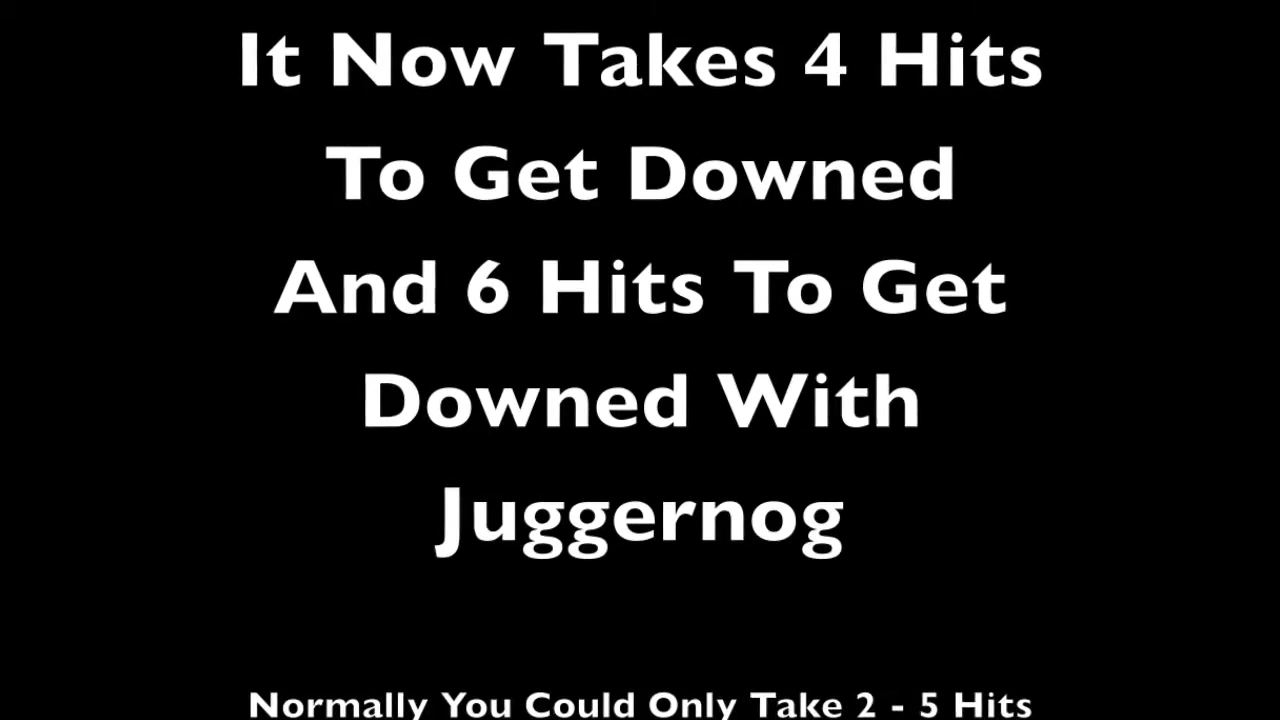 It Now Takes 4 Hits
To Get Downed
And 6 Hits To Get
Downed With
Juggernog
Normally You Could Only Take 2 - 5 Hits